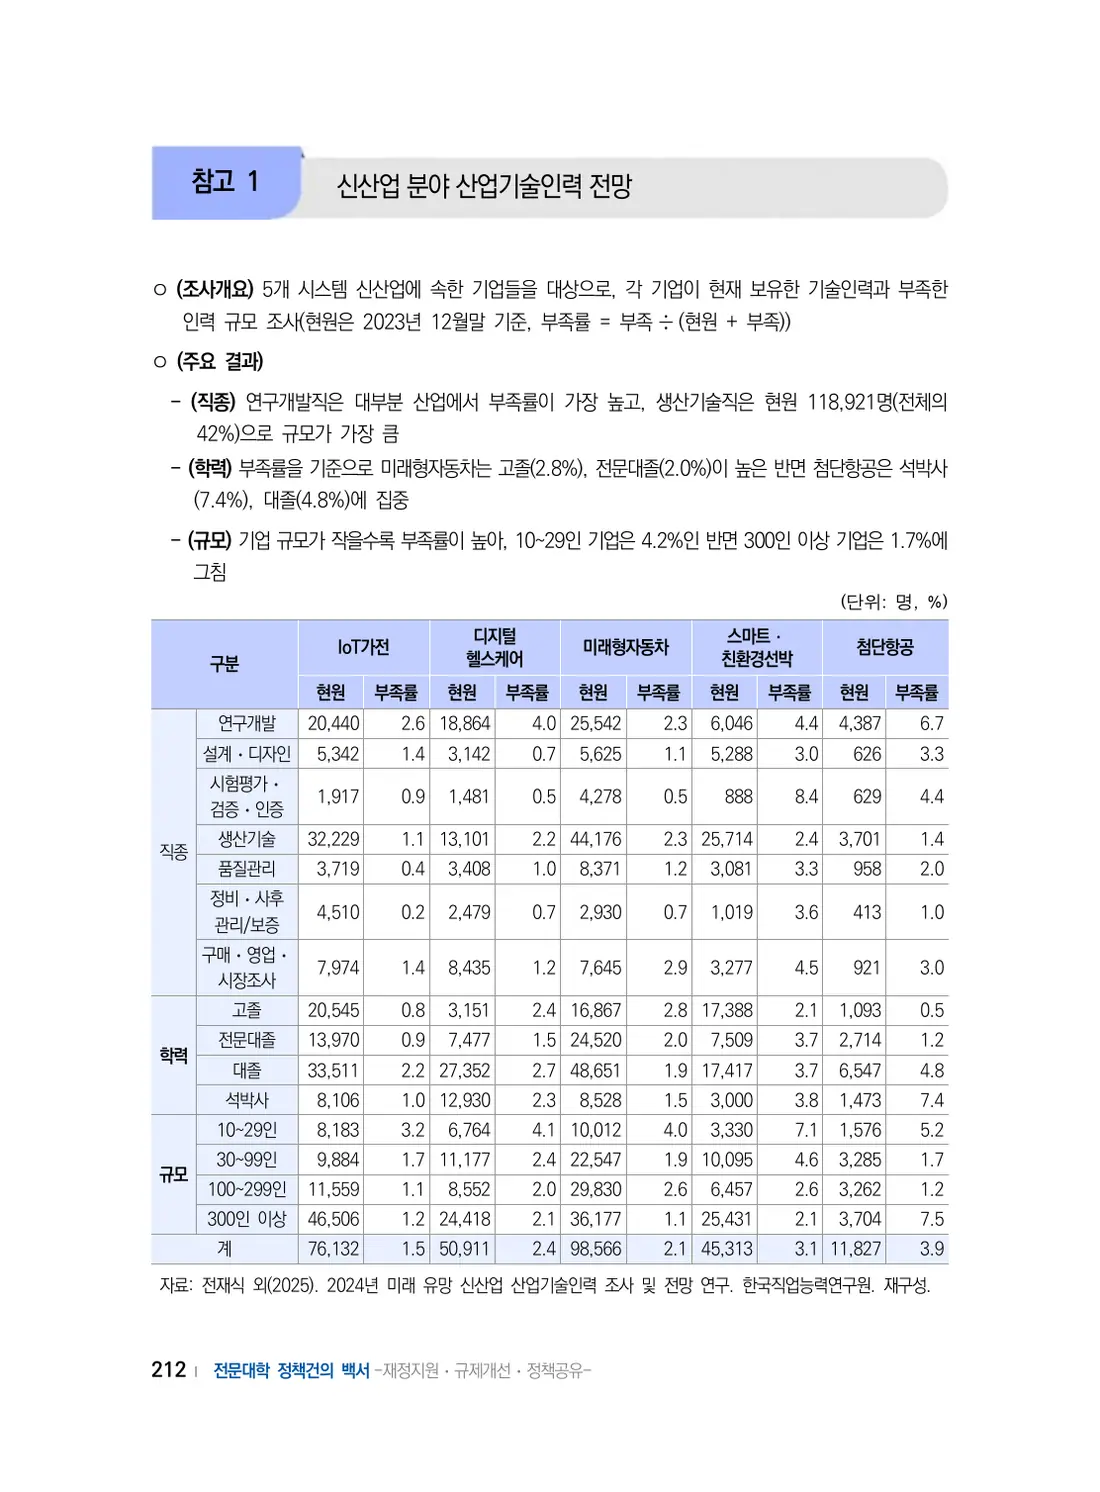 참고 1
신산업 분야 산업기술인력 전망
○ (조사개요) 5개 시스템 신산업에 속한 기업들을 대상으로, 각 기업이 현재 보유한 기술인력과 부족한
인력 규모 조사(현원은 2023년 12월말 기준, 부족률 = 부족 ÷ (현원 + 부족))
○ (주요 결과)
- (직종) 연구개발직은 대부분 산업에서 부족률이 가장 높고, 생산기술직은 현원 118,921명(전체의
42%)으로 규모가 가장 큼
- (학력) 부족률을 기준으로 미래형자동차는 고졸(2.8%), 전문대졸(2.0%)이 높은 반면 첨단항공은 석박사
(7.4%), 대졸(4.8%)에 집중
- (규모) 기업 규모가 작을수록 부족률이 높아, 10~29인 기업은 4.2%인 반면 300인 이상 기업은 1.7%에
그침
(단위: 명, %)
구분 IoT가전 디지털 헬스케어 미래형자동차 스마트· 친환경선박 첨단항공
현원 부족률 현원 부족률 현원 부족률 현원 부족률 현원 부족률
직종
연구개발 20,440 2.6 18,864 4.0 25,542 2.3 6,046 4.4 4,387 6.7
설계·디자인 5,342 1.4 3,142 0.7 5,625 1.1 5,288 3.0 626 3.3
시험평가· 검증·인증 1,917 0.9 1,481 0.5 4,278 0.5 888 8.4 629 4.4
생산기술 32,229 1.1 13,101 2.2 44,176 2.3 25,714 2.4 3,701 1.4
품질관리 3,719 0.4 3,408 1.0 8,371 1.2 3,081 3.3 958 2.0
정비·사후 관리/보증 4,510 0.2 2,479 0.7 2,930 0.7 1,019 3.6 413 1.0
구매·영업· 시장조사 7,974 1.4 8,435 1.2 7,645 2.9 3,277 4.5 921 3.0
학력
고졸 20,545 0.8 3,151 2.4 16,867 2.8 17,388 2.1 1,093 0.5
전문대졸 13,970 0.9 7,477 1.5 24,520 2.0 7,509 3.7 2,714 1.2
대졸 33,511 2.2 27,352 2.7 48,651 1.9 17,417 3.7 6,547 4.8
석박사 8,106 1.0 12,930 2.3 8,528 1.5 3,000 3.8 1,473 7.4
규모
10~29인 8,183 3.2 6,764 4.1 10,012 4.0 3,330 7.1 1,576 5.2
30~99인 9,884 1.7 11,177 2.4 22,547 1.9 10,095 4.6 3,285 1.7
100~299인 11,559 1.1 8,552 2.0 29,830 2.6 6,457 2.6 3,262 1.2
300인 이상 46,506 1.2 24,418 2.1 36,177 1.1 25,431 2.1 3,704 7.5
계 76,132 1.5 50,911 2.4 98,566 2.1 45,313 3.1 11,827 3.9
자료: 전재식 외(2025). 2024년 미래 유망 신산업 산업기술인력 조사 및 전망 연구. 한국직업능력연구원. 재구성.
212 | 전문대학 정책건의 백서 -재정지원·규제개선·정책공유-